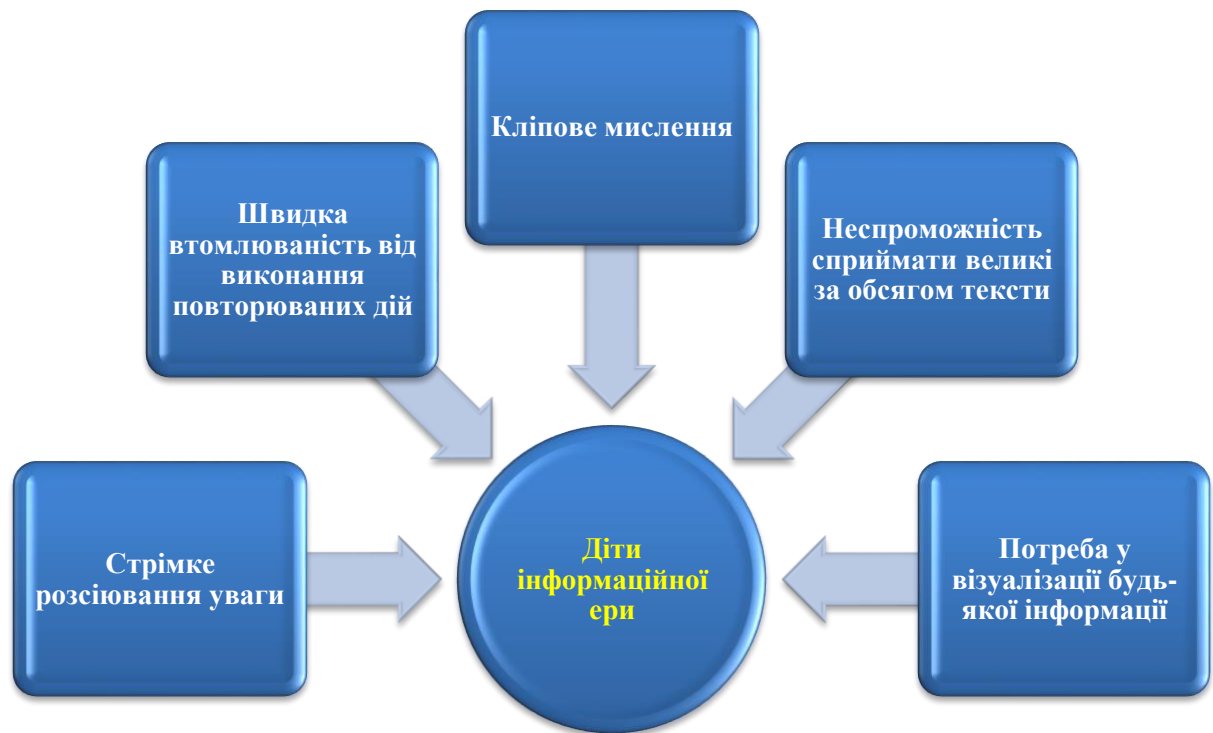 Кліпове мислення
Швидка
втомлюваність від
виконання
повторюваних дій
Неспроможність
сприймати великі
за обсягом тексти
Стрімке
розсіювання уваги
Діти
інформаційної
ери
Потреба у
візуалізації будь-
якої інформації